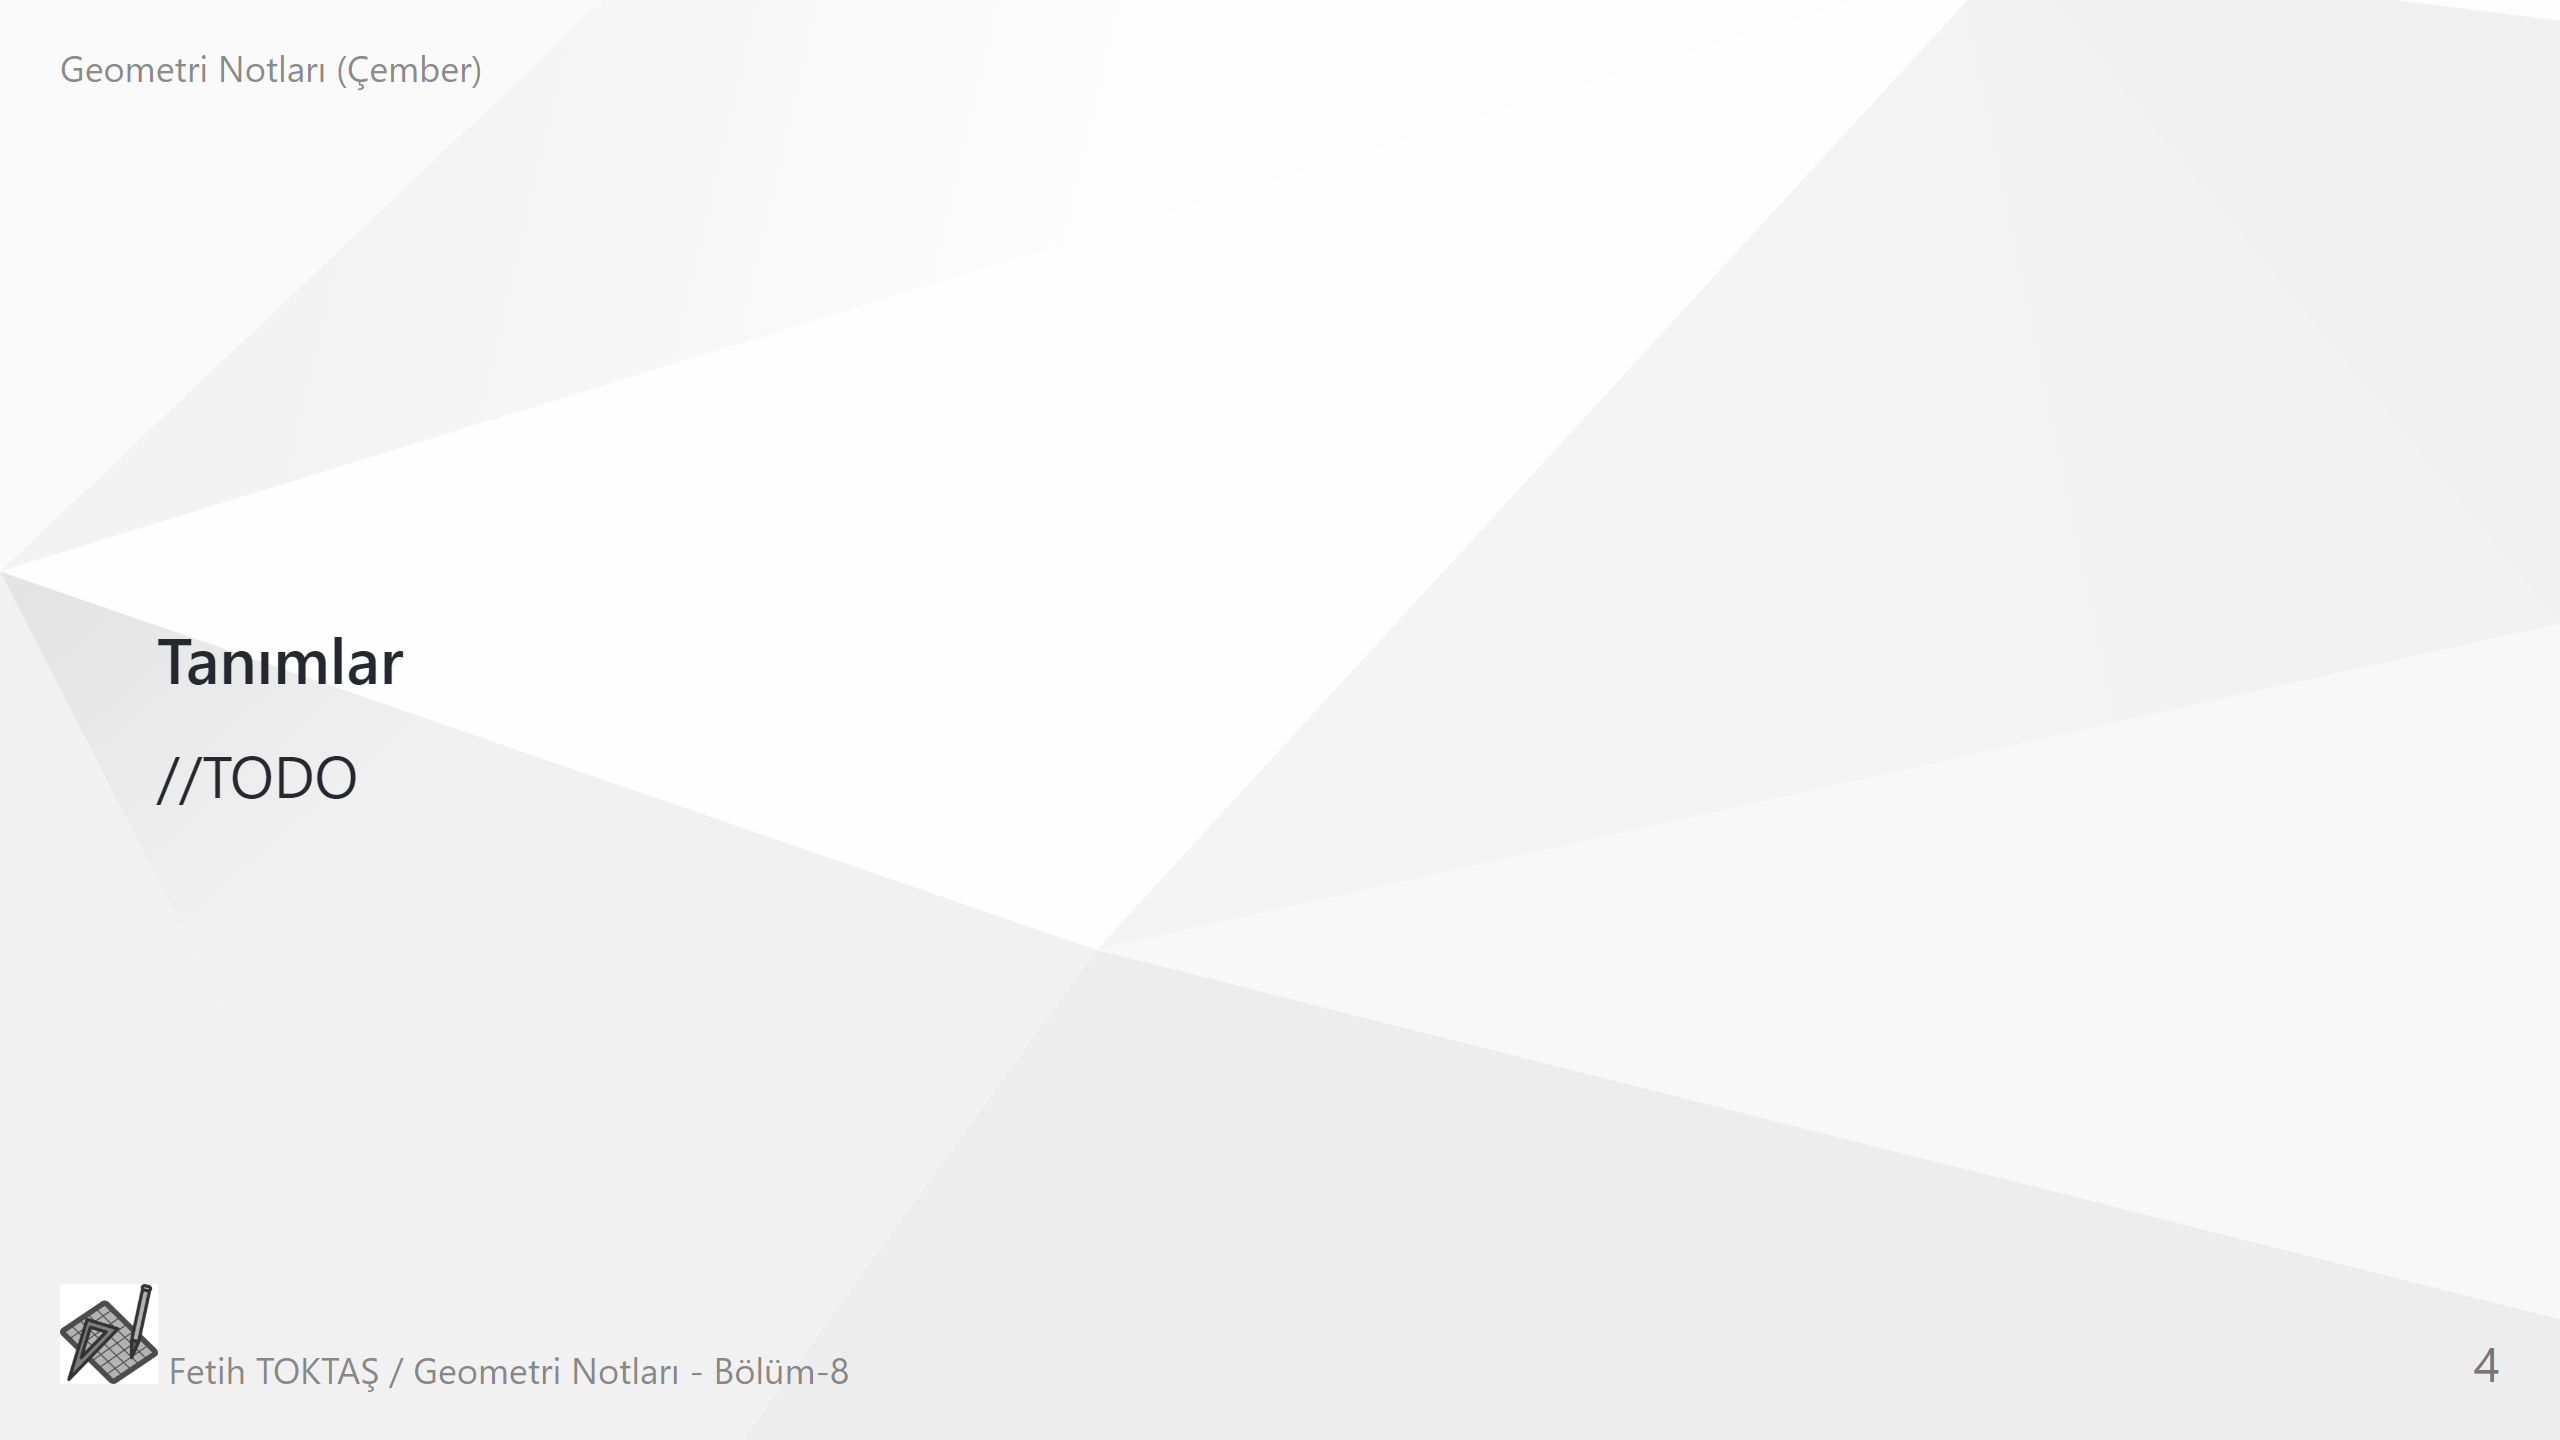 Geometri Notları (Çember)
Tanımlar
//TODO
Fetih TOKTAŞ / Geometri Notları - Bölüm-8
4